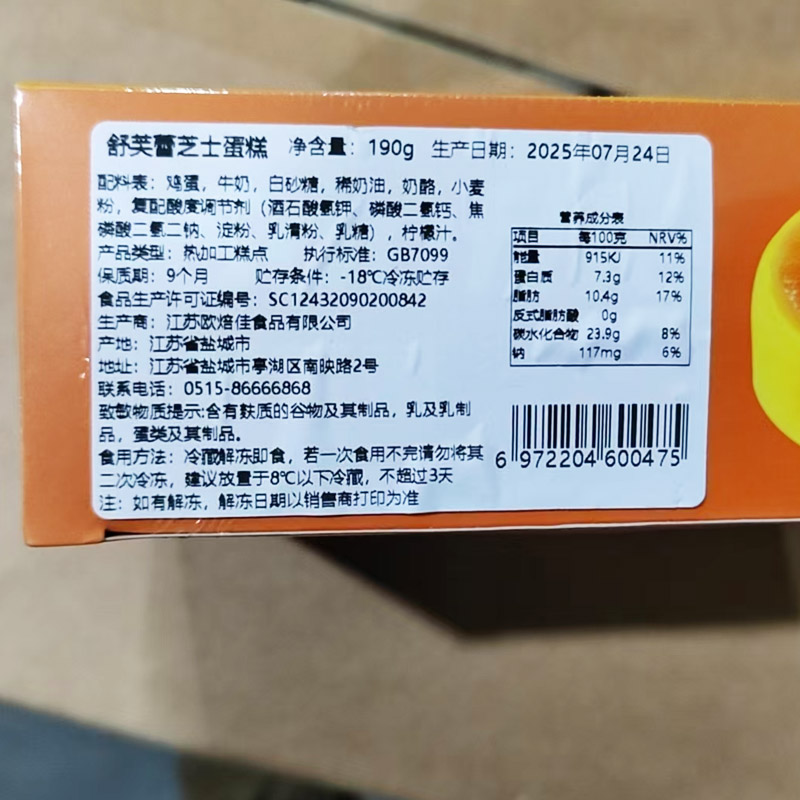 舒芙蕾芝士蛋糕 净含量：190g 生产日期：2025年07月24日
配料表：鸡蛋，牛奶，白砂糖，稀奶油，奶酪，小麦
粉，复配酸度调节剂（酒石酸氢钾、磷酸二氢钙、焦
磷酸二氢二钠、淀粉、乳清粉、乳糖），柠檬汁。
产品类型：热加工糕点 执行标准：GB7099
保质期：9个月 贮存条件：-18℃冷冻贮存
食品生产许可证编号：SC12432090200842
生产商：江苏欧焙佳食品有限公司
产地：江苏省盐城市
地址：江苏省盐城市亭湖区南映路2号
联系电话：0515-86666868
致敏物质提示:含有麸质的谷物及其制品，乳及乳制
品，蛋类及其制品。
食用方法：冷藏解冻即食，若一次食用不完请勿将其
二次冷冻，建议放置于8℃以下冷藏，不超过3天
注：如有解冻，解冻日期以销售商打印为准
营养成分表
项目 每100克 NRV%
能量 915KJ 11%
蛋白质 7.3g 12%
脂肪 10.4g 17%
反式脂肪酸 0g
碳水化合物 23.9g 8%
钠 117mg 6%
6 972204 600475